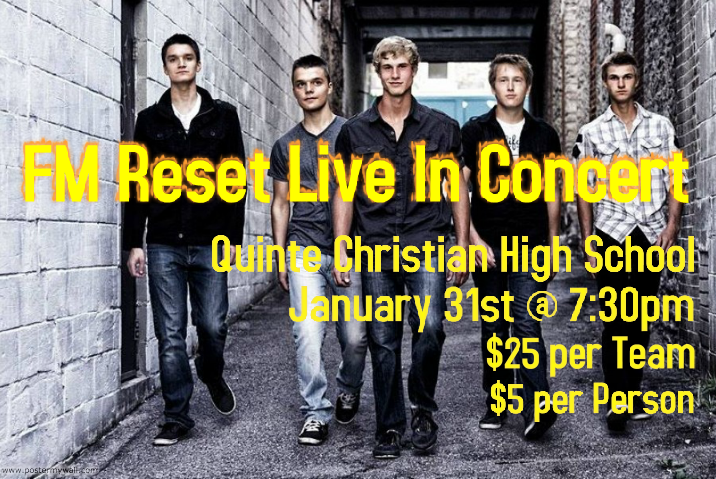 FM Reset Live In Concert
Quinte Christian High School
January 31st @ 7:30pm
$25 per Team
$5 per Person
www.postermywall.com